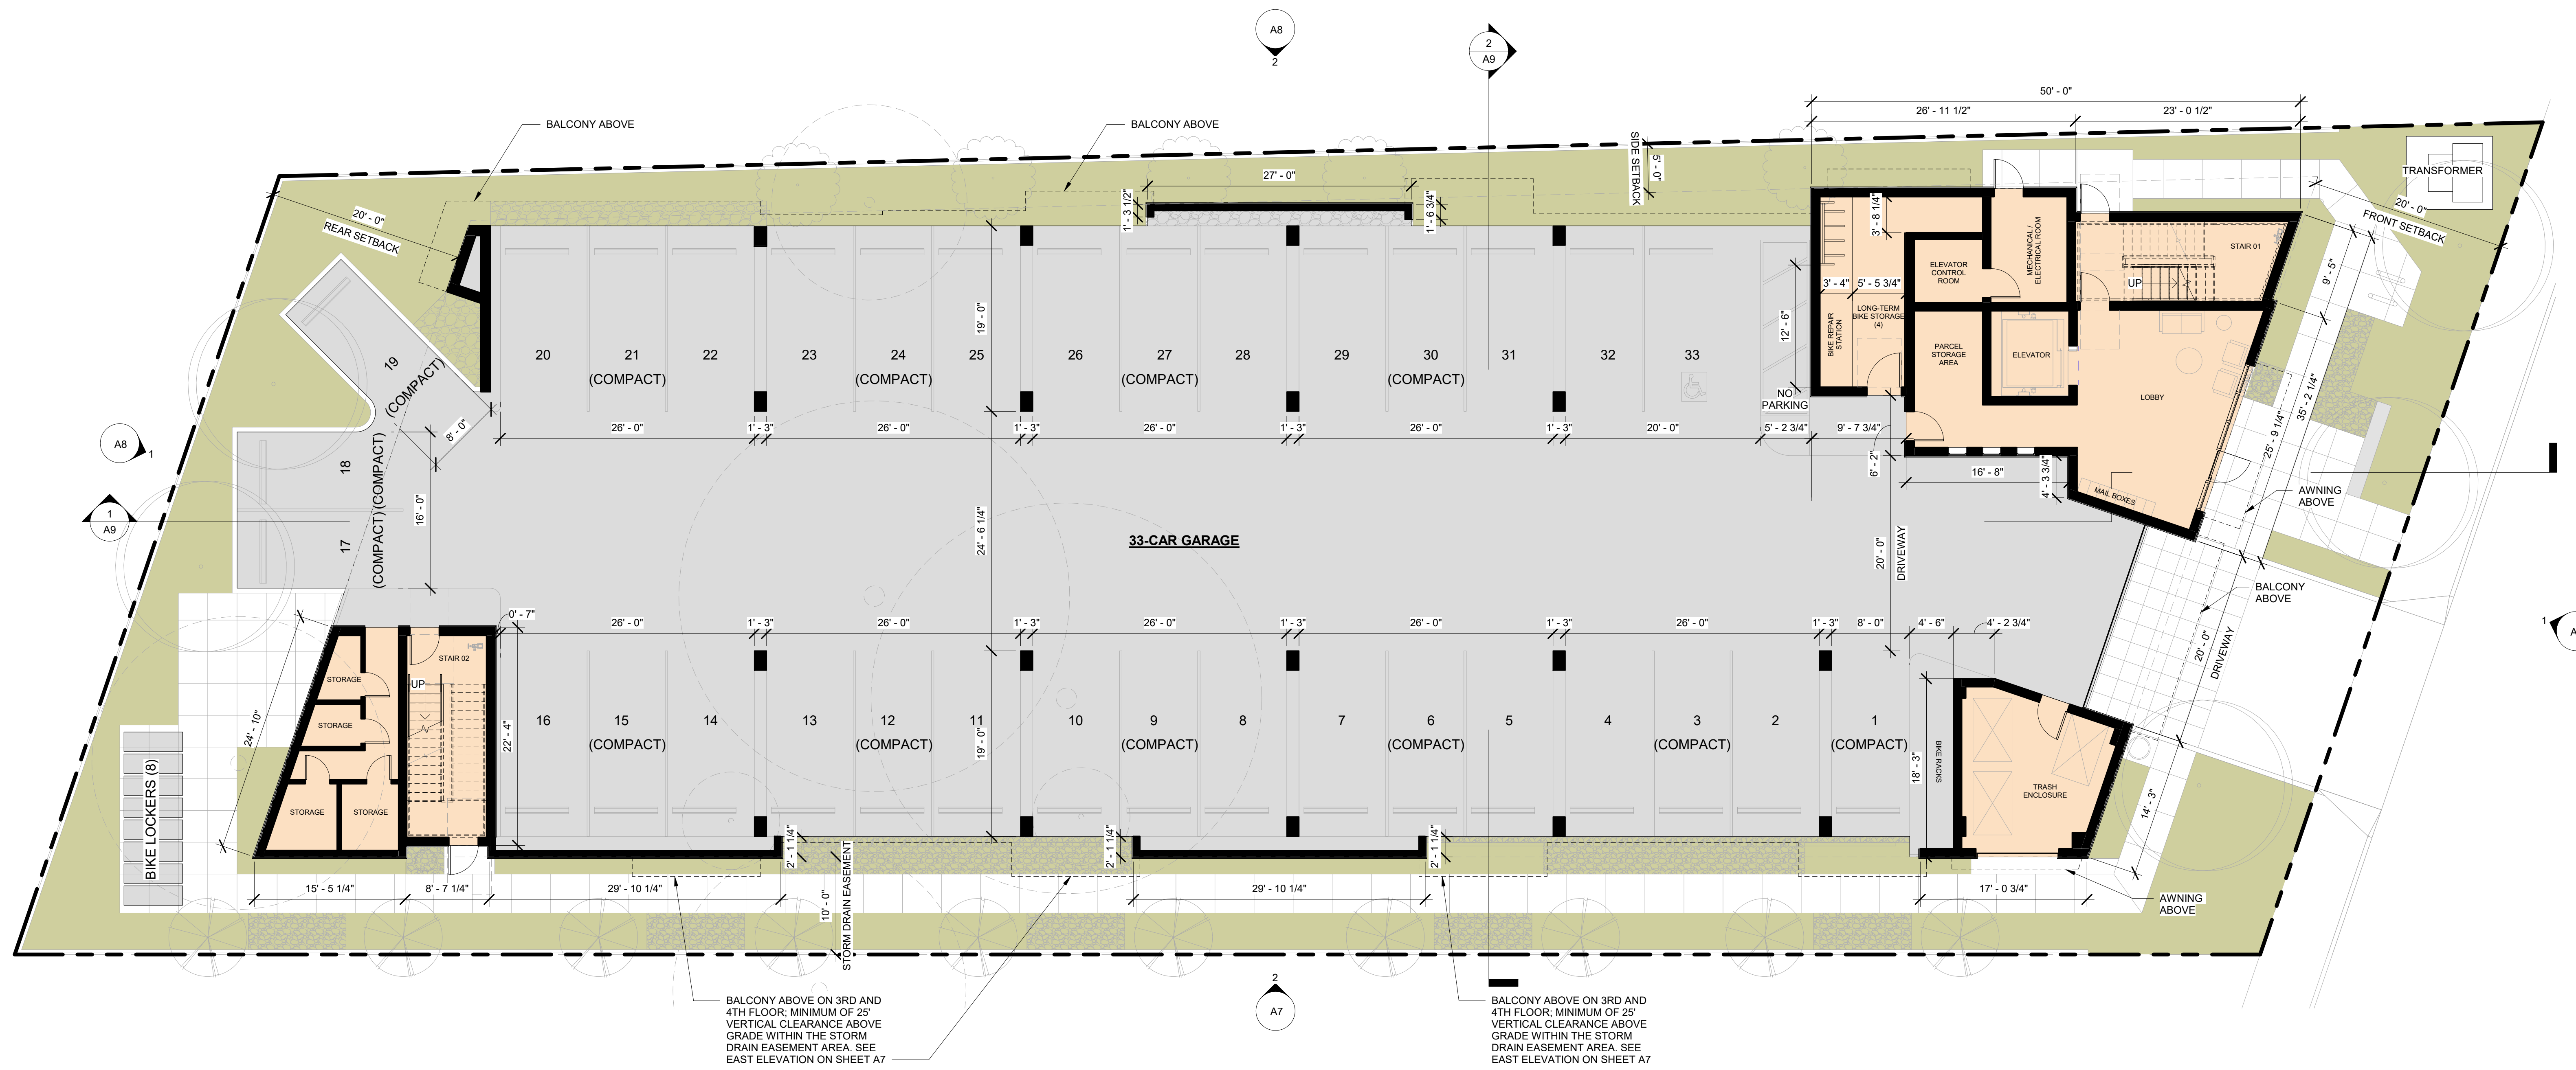 A8
2
2
A9
50' - 0"
26' - 11 1/2"
23' - 0 1/2"
BALCONY ABOVE
BALCONY ABOVE
SIDE SETBACK
5' - 0"
TRANSFORMER
27' - 0"
1' - 3 1/2"
1' - 6 3/4"
3' - 8 1/4"
20' - 0"
REAR SETBACK
20' - 0"
FRONT SETBACK
MECHANICAL /
ELECTRICAL ROOM
STAIR 01
UP
ELEVATOR
CONTROL
ROOM
9' - 5"
3' - 4"
5' - 5 3/4"
LONG-TERM
BIKE STORAGE
(4)
BIKE REPAIR
STATION
12' - 6"
19' - 0"
PARCEL
STORAGE
AREA
ELEVATOR
LOBBY
20
21
(COMPACT)
22
23
24
(COMPACT)
25
26
27
(COMPACT)
28
29
30
(COMPACT)
31
32
33
NO
PARKING
19
(COMPACT)
8' - 0"
35' - 2 1/4"
25' - 9 1/4"
26' - 0"
1' - 3"
26' - 0"
1' - 3"
26' - 0"
1' - 3"
26' - 0"
1' - 3"
20' - 0"
5' - 2 3/4"
9' - 7 3/4"
6' - 2"
16' - 8"
4' - 3 3/4"
MAIL BOXES
AWNING
ABOVE
A8
1
1
A9
18
(COMPACT)
17
(COMPACT)
16' - 0"
24' - 6 1/4"
33-CAR GARAGE
20' - 0"
DRIVEWAY
BALCONY
ABOVE
20' - 0"
DRIVEWAY
1
0' - 7"
26' - 0"
1' - 3"
26' - 0"
1' - 3"
26' - 0"
1' - 3"
26' - 0"
1' - 3"
26' - 0"
1' - 3"
8' - 0"
4' - 6"
4' - 2 3/4"
STAIR 02
UP
STORAGE
STORAGE
STORAGE
STORAGE
24' - 10"
22' - 4"
16
15
(COMPACT)
14
13
12
(COMPACT)
11
10
9
(COMPACT)
8
7
6
(COMPACT)
5
4
3
(COMPACT)
2
1
(COMPACT)
19' - 0"
18' - 3"
BIKE RACKS
TRASH
ENCLOSURE
14' - 3"
BIKE LOCKERS (8)
2' - 1 1/4"
2' - 1 1/4"
2' - 1 1/4"
15' - 5 1/4"
8' - 7 1/4"
29' - 10 1/4"
10' - 0"
STORM DRAIN EASEMENT
29' - 10 1/4"
17' - 0 3/4"
AWNING
ABOVE
BALCONY ABOVE ON 3RD AND
4TH FLOOR; MINIMUM OF 25'
VERTICAL CLEARANCE ABOVE
GRADE WITHIN THE STORM
DRAIN EASEMENT AREA. SEE
EAST ELEVATION ON SHEET A7
2
A7
BALCONY ABOVE ON 3RD AND
4TH FLOOR; MINIMUM OF 25'
VERTICAL CLEARANCE ABOVE
GRADE WITHIN THE STORM
DRAIN EASEMENT AREA. SEE
EAST ELEVATION ON SHEET A7